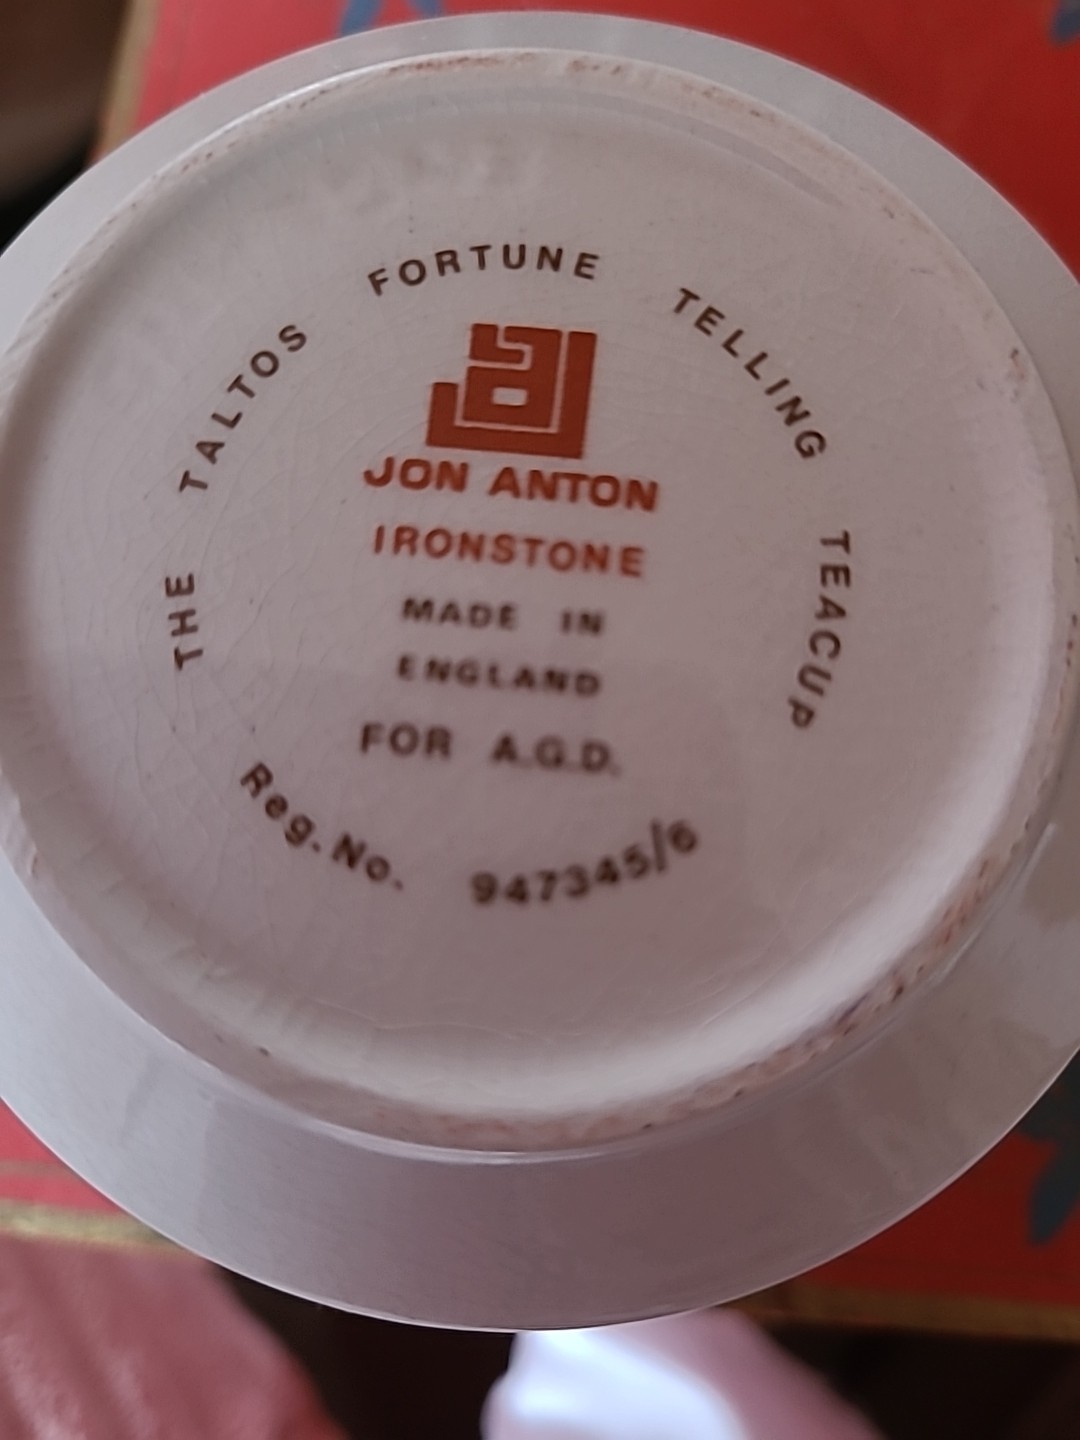 THE TALTOS FORTUNE TELLING TEACUP
JON ANTON
IRONSTONE
MADE IN
ENGLAND
FOR A.G.D.
Reg. No. 947345/6